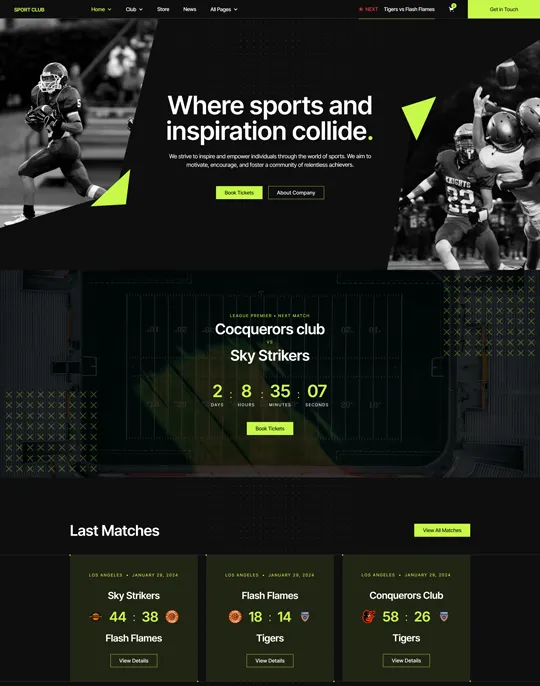 SPORT CLUB
Home
Club
Store
News
All Pages
NEXT
Tigers vs Flash Flames
Get in Touch
Where sports and
inspiration collide.
We strive to inspire and empower individuals through the world of sports. We aim to
motivate, encourage, and foster a community of relentless achievers.
Book Tickets
About Company
KNIGHTS
22
LEAGUE PREMIER • NEXT MATCH
Cocquerors club
VS
Sky Strikers
2 : 8 : 35 : 07
DAYS HOURS MINUTES SECONDS
Book Tickets
Last Matches
View All Matches
LOS ANGELES • JANUARY 28, 2024
Sky Strikers
44 : 38
Flash Flames
View Details
LOS ANGELES • JANUARY 28, 2024
Flash Flames
18 : 14
Tigers
View Details
LOS ANGELES • JANUARY 28, 2024
Conquerors Club
58 : 26
Tigers
View Details